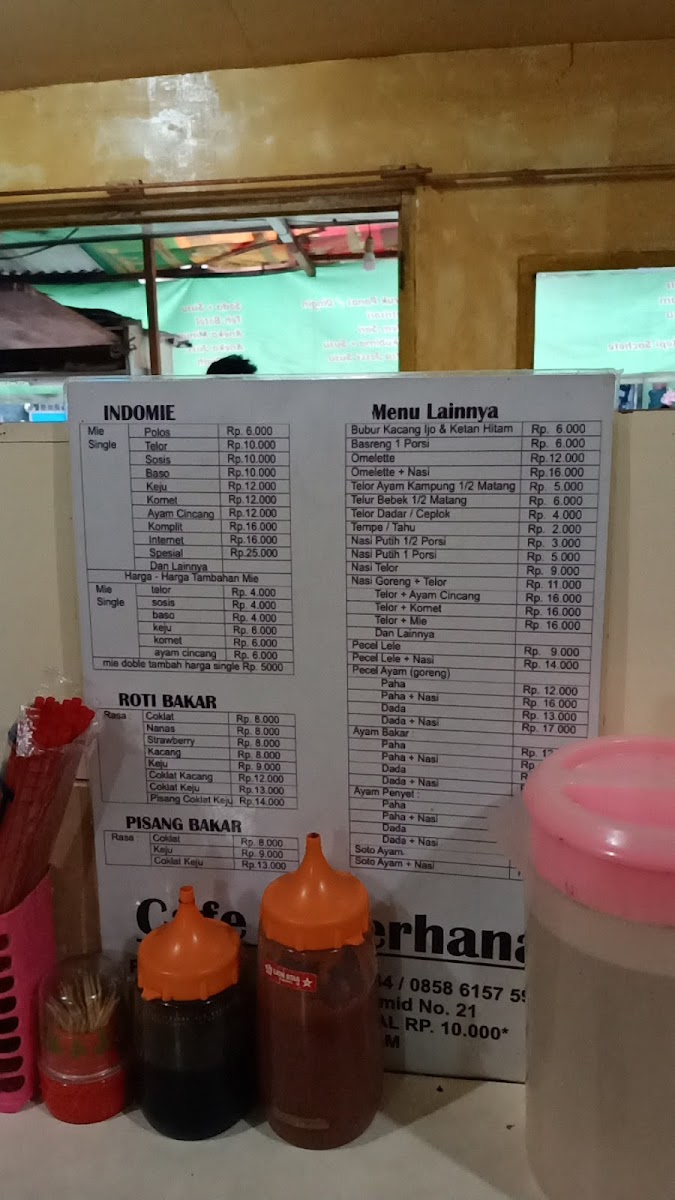 INDOMIE
Mie Single Polos Rp. 6.000
Telor Rp.10.000
Sosis Rp.10.000
Baso Rp.10.000
Keju Rp.12.000
Kornet Rp.12.000
Ayam Cincang Rp.12.000
Komplit Rp.16.000
Internet Rp.16.000
Spesial Rp.25.000
Dan Lainnya
Harga - Harga Tambahan Mie
Mie Single telor Rp. 4.000
sosis Rp. 4.000
baso Rp. 4.000
keju Rp. 6.000
kornet Rp. 6.000
ayam cincang Rp. 6.000
mie doble tambah harga single Rp. 5000
ROTI BAKAR
Rasa Coklat Rp. 8.000
Nanas Rp. 8.000
Strawberry Rp. 8.000
Kacang Rp. 8.000
Keju Rp. 9.000
Coklat Kacang Rp.12.000
Coklat Keju Rp.13.000
Pisang Coklat Keju Rp.14.000
PISANG BAKAR
Rasa Coklat Rp. 8.000
Keju Rp. 9.000
Coklat Keju Rp.13.000
Menu Lainnya
Bubur Kacang Ijo & Ketan Hitam Rp. 6.000
Basreng 1 Porsi Rp. 6.000
Omelette Rp.12.000
Omelette + Nasi Rp.16.000
Telor Ayam Kampung 1/2 Matang Rp. 5.000
Telur Bebek 1/2 Matang Rp. 6.000
Telor Dadar / Ceplok Rp. 4.000
Tempe / Tahu Rp. 2.000
Nasi Putih 1/2 Porsi Rp. 3.000
Nasi Putih 1 Porsi Rp. 5.000
Nasi Telor Rp. 9.000
Nasi Goreng + Telor Rp. 11.000
Telor + Ayam Cincang Rp. 16.000
Telor + Kornet Rp. 16.000
Telor + Mie Rp. 16.000
Dan Lainnya
Pecel Lele Rp. 9.000
Pecel Lele + Nasi Rp. 14.000
Pecel Ayam (goreng)
Paha Rp. 12.000
Paha + Nasi Rp. 16.000
Dada Rp. 13.000
Dada + Nasi Rp. 17.000
Ayam Bakar :
Paha Rp.
Paha + Nasi Rp.
Dada
Dada + Nasi
Ayam Penyet :
Paha
Paha + Nasi
Dada
Dada + Nasi
Soto Ayam
Soto Ayam + Nasi
Cafe erhana
4 / 0858 6157 59
mid No. 21
AL RP. 10.000*
M